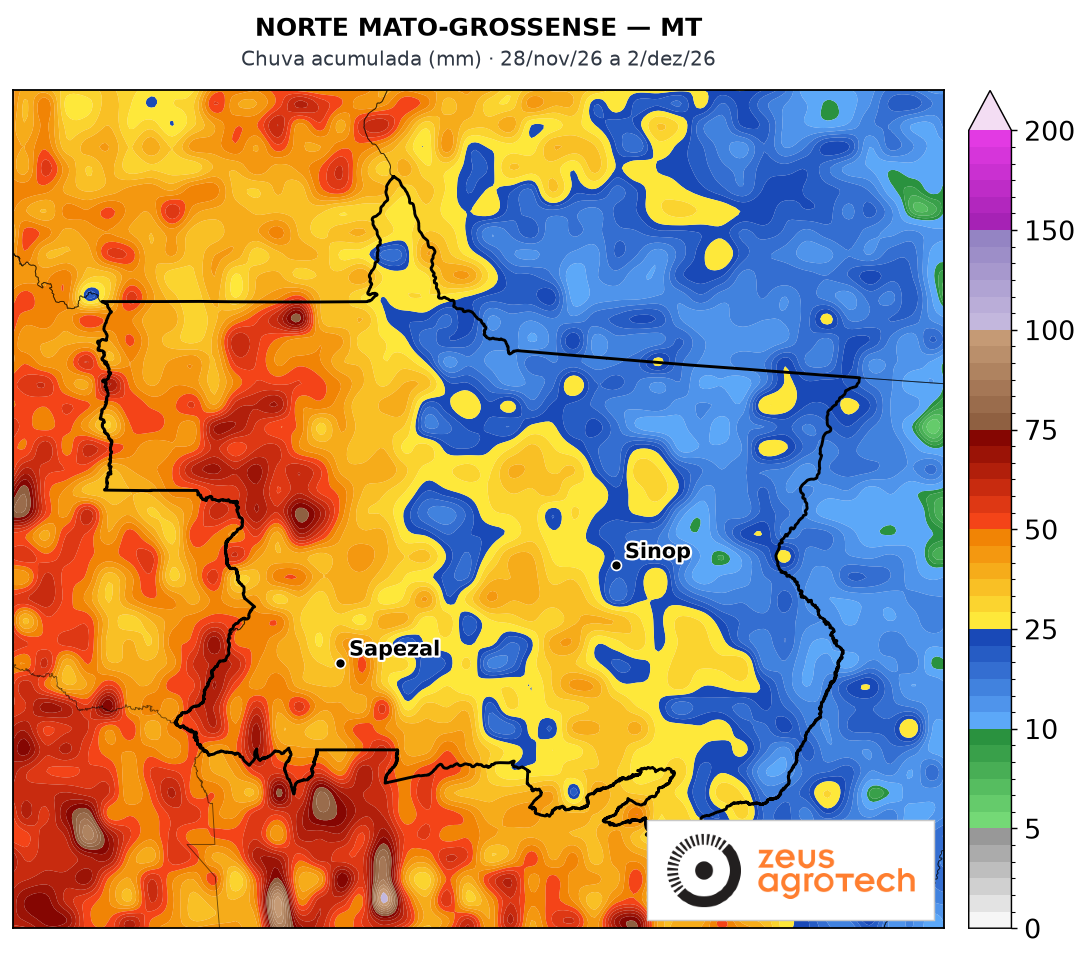 NORTE MATO-GROSSENSE — MT
Chuva acumulada (mm) · 28/nov/26 a 2/dez/26
200
150
100
75
50
25
10
5
0
Sinop
Sapezal
zeus
agrotech